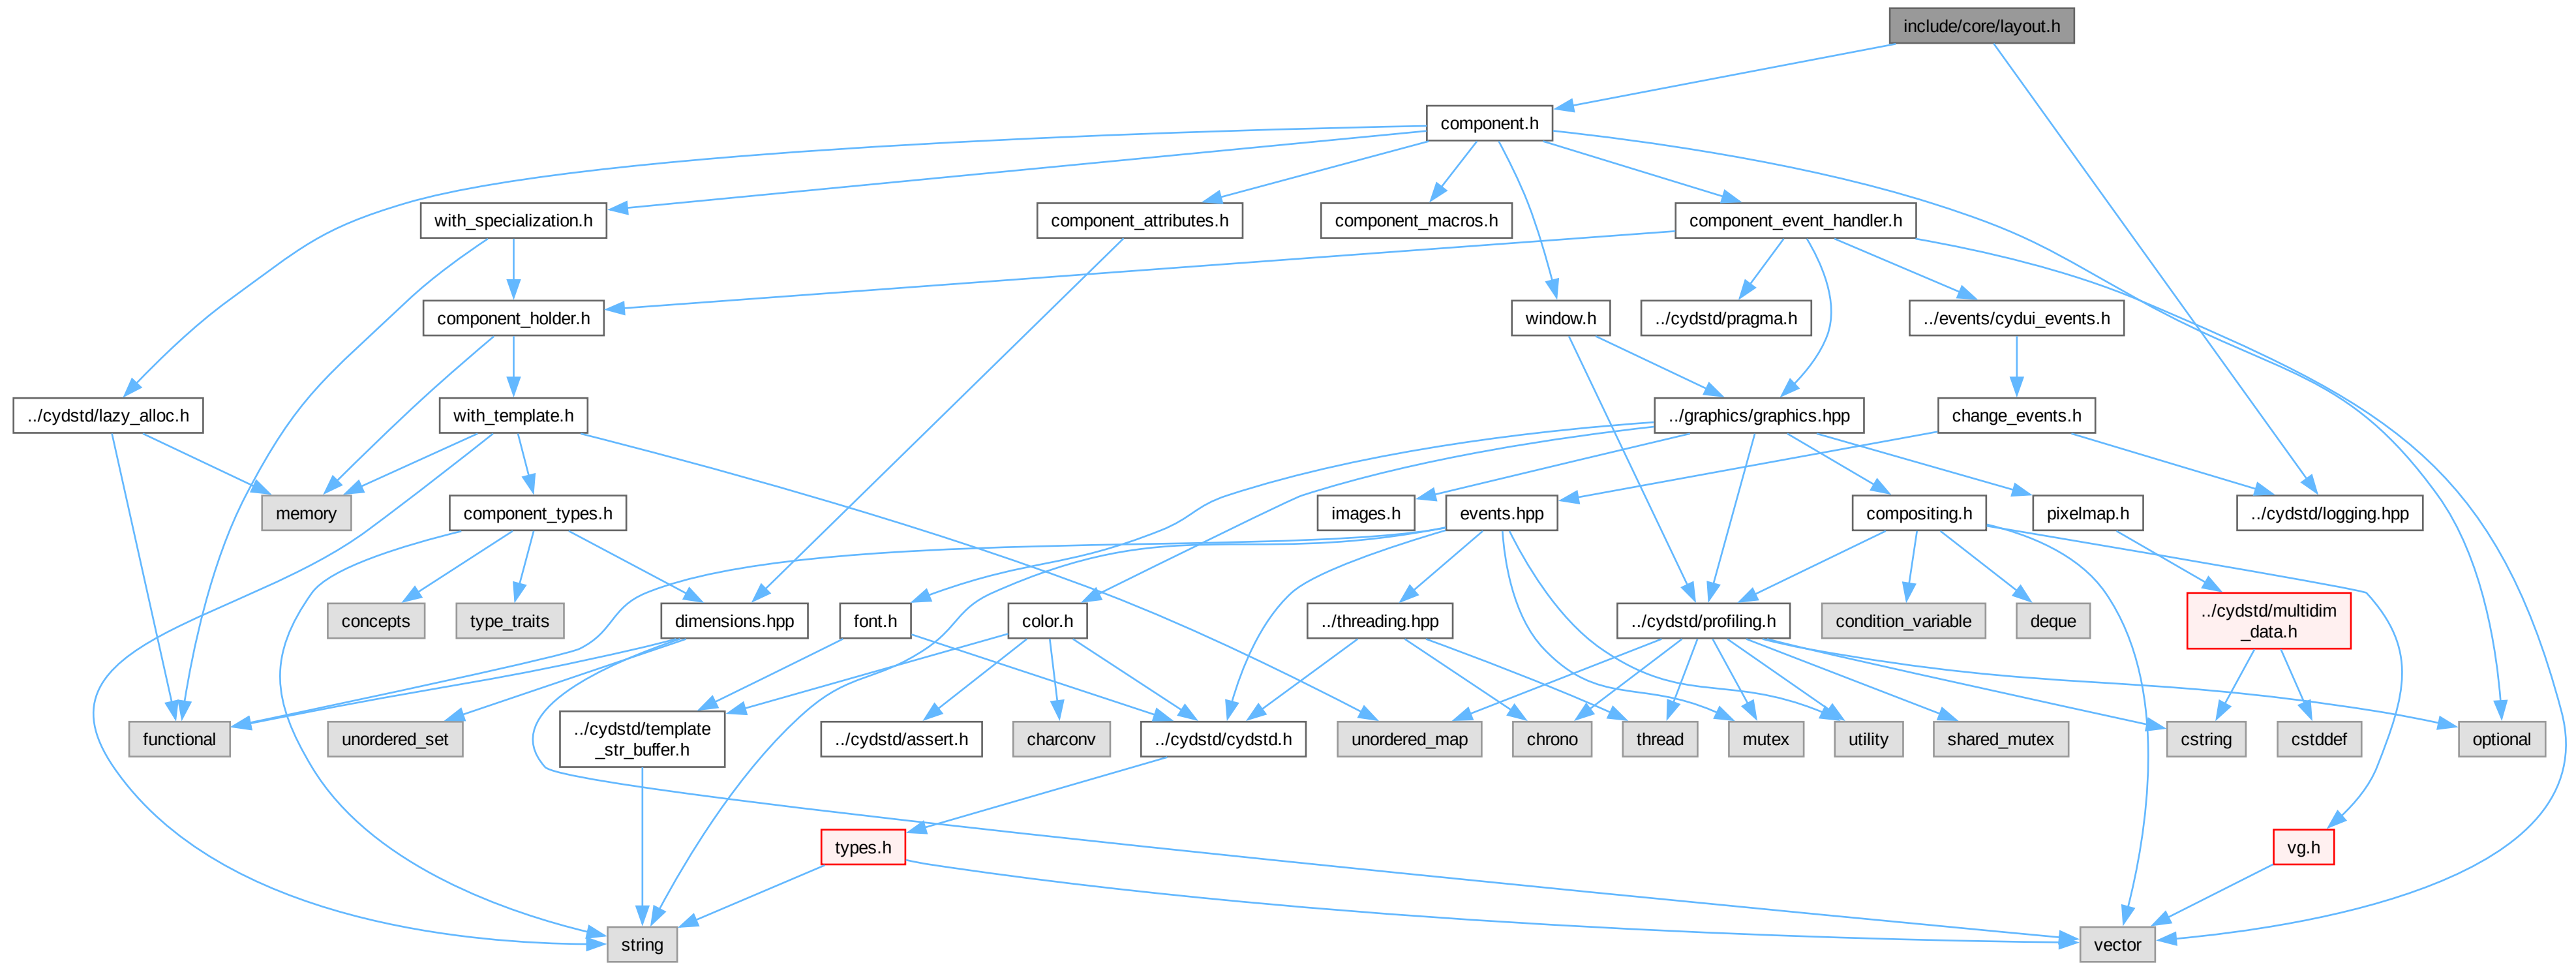 include/core/layout.h
component.h
with_specialization.h
component_attributes.h
component_macros.h
component_event_handler.h
component_holder.h
window.h
../cydstd/pragma.h
../events/cydui_events.h
../cydstd/lazy_alloc.h
with_template.h
../graphics/graphics.hpp
change_events.h
memory
component_types.h
images.h
events.hpp
compositing.h
pixelmap.h
../cydstd/logging.hpp
concepts
type_traits
dimensions.hpp
font.h
color.h
../threading.hpp
../cydstd/profiling.h
condition_variable
deque
../cydstd/multidim
_data.h
functional
unordered_set
../cydstd/template
_str_buffer.h
../cydstd/assert.h
charconv
../cydstd/cydstd.h
unordered_map
chrono
thread
mutex
utility
shared_mutex
cstring
cstddef
optional
types.h
vg.h
string
vector